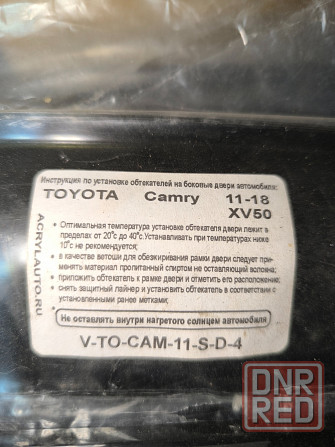 Инструкция по установке обтекателей на боковые двери автомобиля:
TOYOTA Camry 11-18
XV50
• Оптимальная температура установке обтекателя двери лежит в
пределах от 20°с до 40°с.Устанавливать при температурах ниже
10°с не рекомендуется;
• в качестве ветоши для обезжиривания рамки двери следует при-
менять материал пропитанный спиртом не оставляющий волокна;
• приложить обтекатель к рамке двери и отметить его расположение;
• снять защитный лайнер и установить обтекатель в соответствии с
установленными ранее метками;
Не оставлять внутри нагретого солнцем автомобиля
V-TO-CAM-11-S-D-4
ACRYLAUTO.RU
DNR
RED